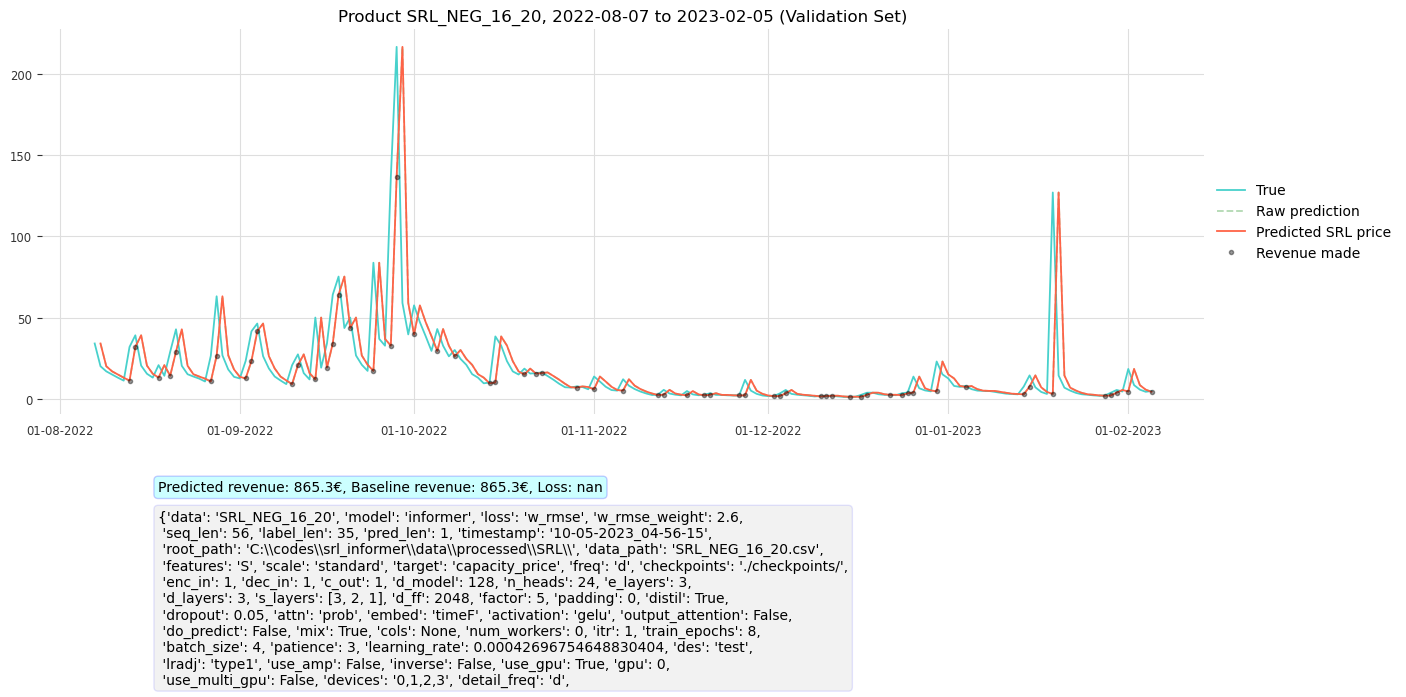 Product SRL_NEG_16_20, 2022-08-07 to 2023-02-05 (Validation Set)
200
150
100
50
0
01-08-2022 01-09-2022 01-10-2022 01-11-2022 01-12-2022 01-01-2023 01-02-2023
True
Raw prediction
Predicted SRL price
Revenue made
Predicted revenue: 865.3€, Baseline revenue: 865.3€, Loss: nan
{'data': 'SRL_NEG_16_20', 'model': 'informer', 'loss': 'w_rmse', 'w_rmse_weight': 2.6,
'seq_len': 56, 'label_len': 35, 'pred_len': 1, 'timestamp': '10-05-2023_04-56-15',
'root_path': 'C:\\codes\\srl_informer\\data\\processed\\SRL\\', 'data_path': 'SRL_NEG_16_20.csv',
'features': 'S', 'scale': 'standard', 'target': 'capacity_price', 'freq': 'd', 'checkpoints': './checkpoints/',
'enc_in': 1, 'dec_in': 1, 'c_out': 1, 'd_model': 128, 'n_heads': 24, 'e_layers': 3,
'd_layers': 3, 's_layers': [3, 2, 1], 'd_ff': 2048, 'factor': 5, 'padding': 0, 'distil': True,
'dropout': 0.05, 'attn': 'prob', 'embed': 'timeF', 'activation': 'gelu', 'output_attention': False,
'do_predict': False, 'mix': True, 'cols': None, 'num_workers': 0, 'itr': 1, 'train_epochs': 8,
'batch_size': 4, 'patience': 3, 'learning_rate': 0.00042696754648830404, 'des': 'test',
'lradj': 'type1', 'use_amp': False, 'inverse': False, 'use_gpu': True, 'gpu': 0,
'use_multi_gpu': False, 'devices': '0,1,2,3', 'detail_freq': 'd',